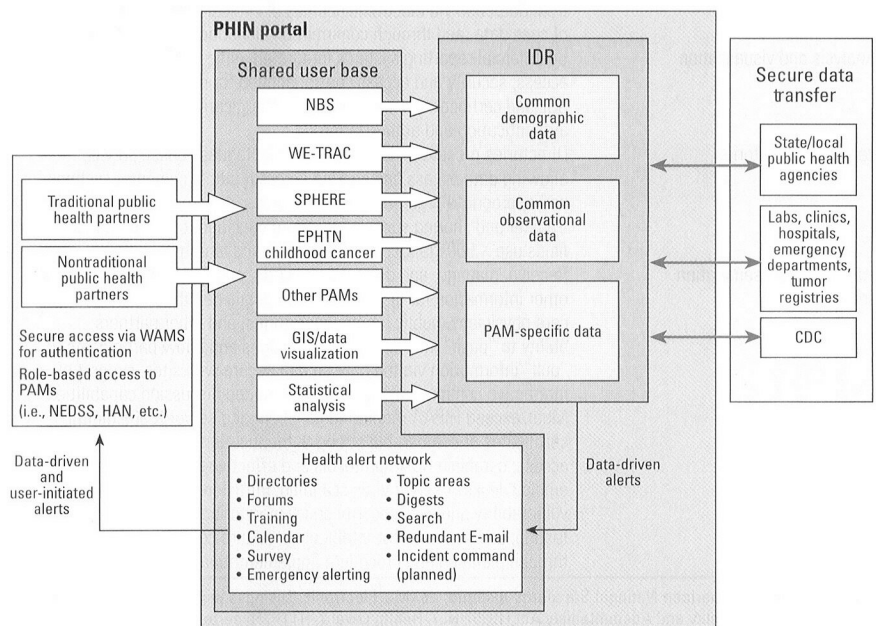 PHIN portal
Shared user base
NBS
WE-TRAC
SPHERE
EPHTN
childhood cancer
Other PAMs
GIS/data
visualization
Statistical
analysis
IDR
Common
demographic
data
Common
observational
data
PAM-specific data
Secure data
transfer
State/local
public health
agencies
Labs, clinics,
hospitals,
emergency
departments,
tumor
registries
CDC
Traditional public
health partners
Nontraditional public
health partners
Secure access via WAMS
for authentication
Role-based access to
PAMs
(i.e., NEDSS, HAN, etc.)
Data-driven
and
user-initiated
alerts
Health alert network
• Directories
• Forums
• Training
• Calendar
• Survey
• Emergency alerting
• Topic areas
• Digests
• Search
• Redundant E-mail
• Incident command
(planned)
Data-driven
alerts